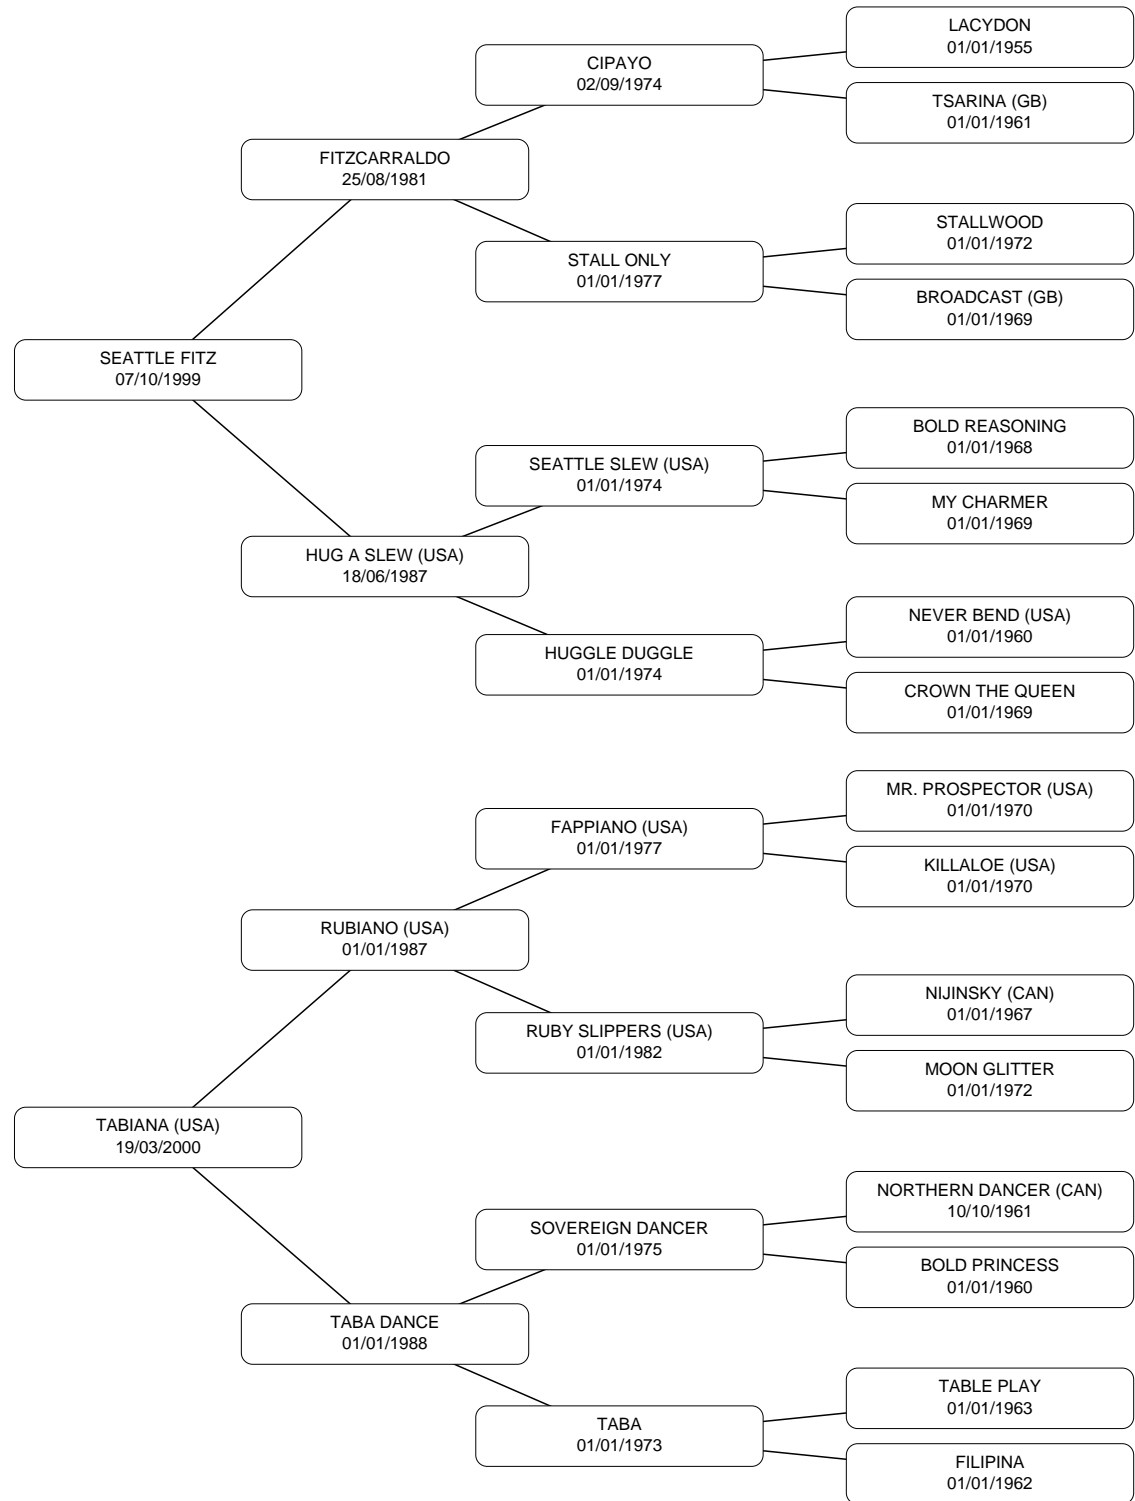 LACYDON
01/01/1955
CIPAYO
02/09/1974
TSARINA (GB)
01/01/1961
FITZCARRALDO
25/08/1981
STALLWOOD
01/01/1972
STALL ONLY
01/01/1977
BROADCAST (GB)
01/01/1969
SEATTLE FITZ
07/10/1999
BOLD REASONING
01/01/1968
SEATTLE SLEW (USA)
01/01/1974
MY CHARMER
01/01/1969
HUG A SLEW (USA)
18/06/1987
NEVER BEND (USA)
01/01/1960
HUGGLE DUGGLE
01/01/1974
CROWN THE QUEEN
01/01/1969
MR. PROSPECTOR (USA)
01/01/1970
FAPPIANO (USA)
01/01/1977
KILLALOE (USA)
01/01/1970
RUBIANO (USA)
01/01/1987
NIJINSKY (CAN)
01/01/1967
RUBY SLIPPERS (USA)
01/01/1982
MOON GLITTER
01/01/1972
TABIANA (USA)
19/03/2000
NORTHERN DANCER (CAN)
10/10/1961
SOVEREIGN DANCER
01/01/1975
BOLD PRINCESS
01/01/1960
TABA DANCE
01/01/1988
TABLE PLAY
01/01/1963
TABA
01/01/1973
FILIPINA
01/01/1962